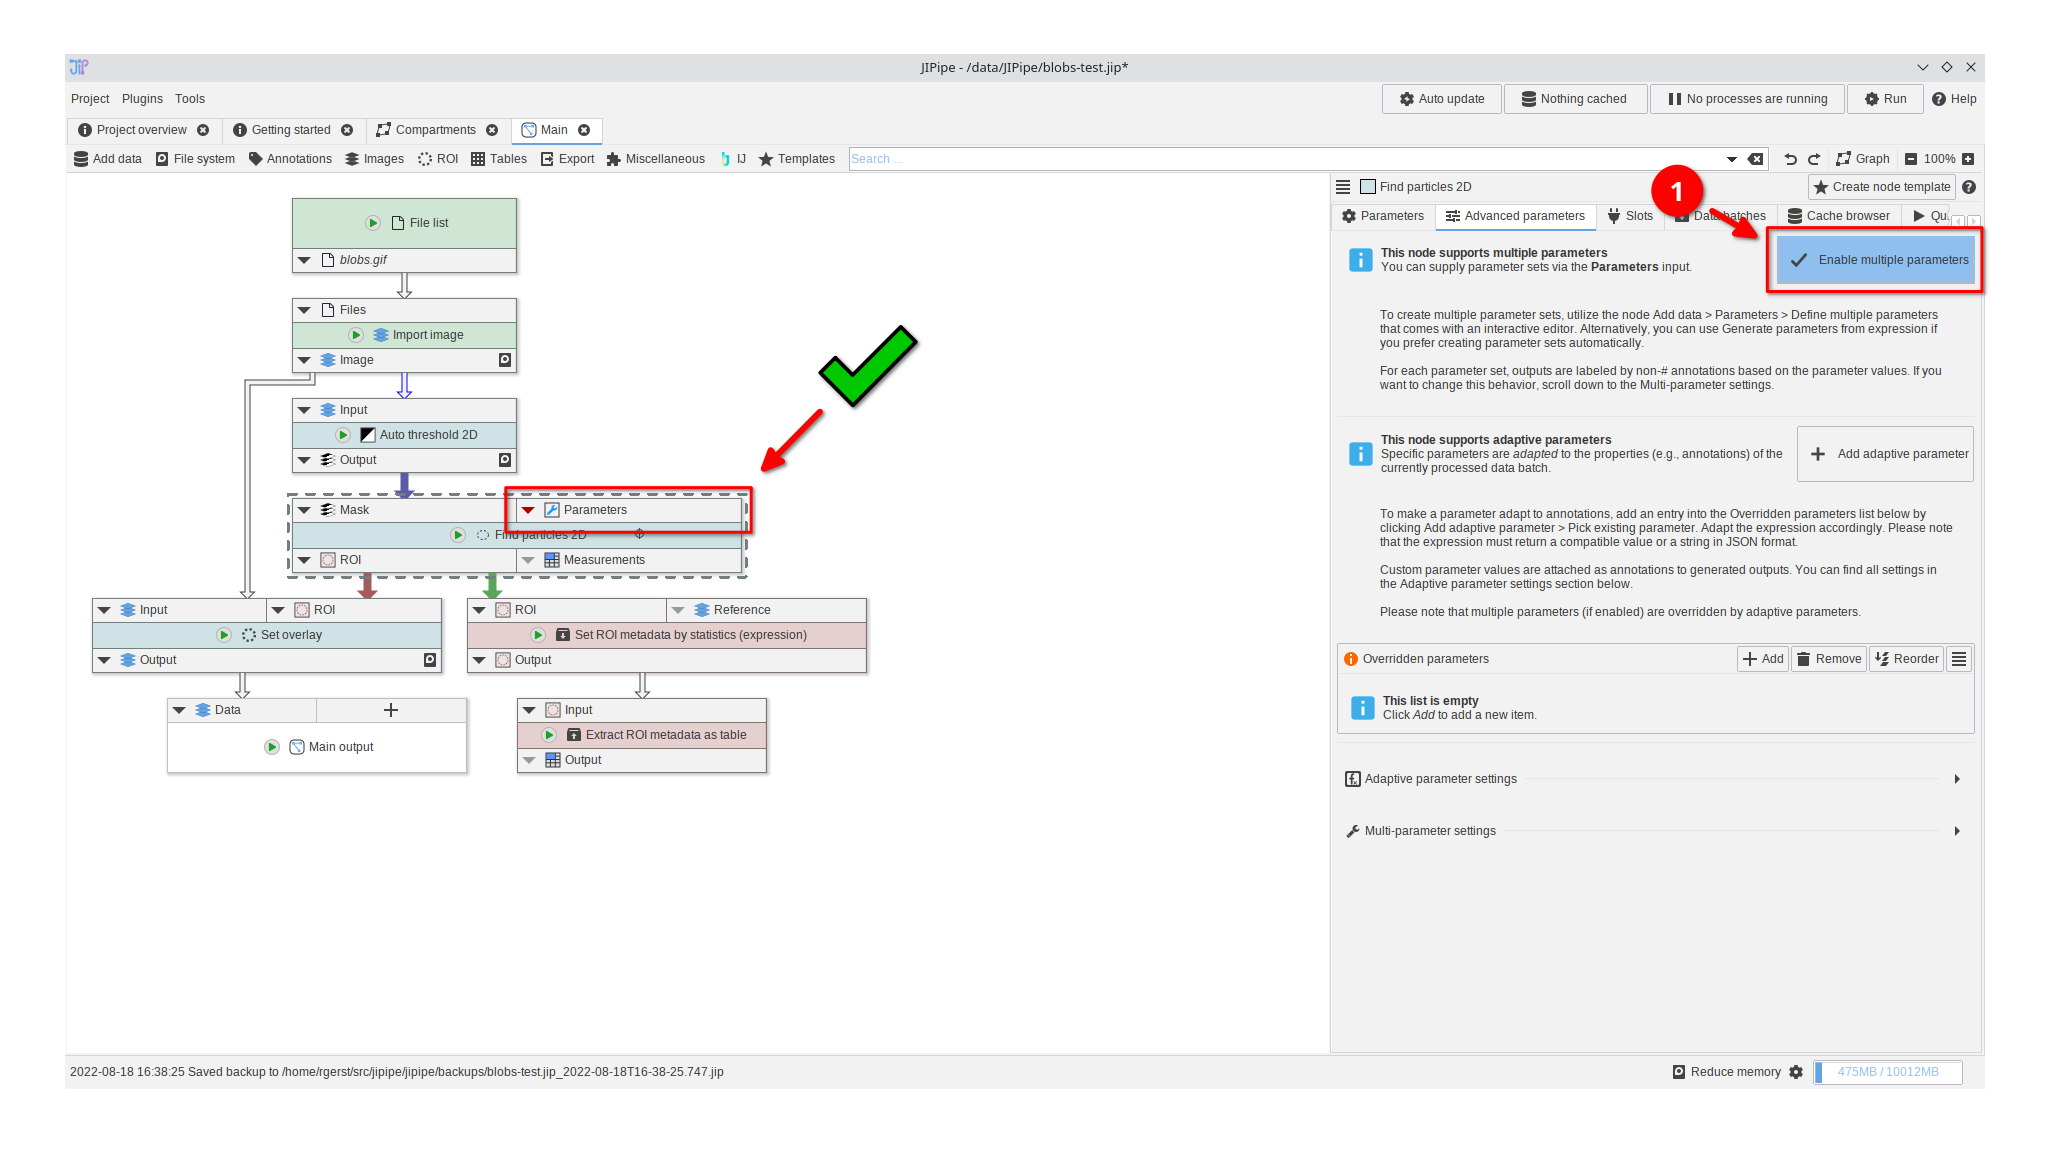 JIPipe - /data/JIPipe/blobs-test.jip*
Project Plugins Tools
Auto update Nothing cached No processes are running Run Help
Project overview Getting started Compartments Main
Add data File system Annotations Images ROI Tables Export Miscellaneous IJ Templates Search ... Graph 100%
Find particles 2D Create node template
1
Parameters Advanced parameters Slots Data batches Cache browser Qu
This node supports multiple parameters
You can supply parameter sets via the Parameters input.
Enable multiple parameters
To create multiple parameter sets, utilize the node Add data > Parameters > Define multiple parameters
that comes with an interactive editor. Alternatively, you can use Generate parameters from expression if
you prefer creating parameter sets automatically.
For each parameter set, outputs are labeled by non-# annotations based on the parameter values. If you
want to change this behavior, scroll down to the Multi-parameter settings.
This node supports adaptive parameters
Specific parameters are adapted to the properties (e.g., annotations) of the
currently processed data batch.
Add adaptive parameter
To make a parameter adapt to annotations, add an entry into the Overridden parameters list below by
clicking Add adaptive parameter > Pick existing parameter. Adapt the expression accordingly. Please note
that the expression must return a compatible value or a string in JSON format.
Custom parameter values are attached as annotations to generated outputs. You can find all settings in
the Adaptive parameter settings section below.
Please note that multiple parameters (if enabled) are overridden by adaptive parameters.
Overridden parameters Add Remove Reorder
This list is empty
Click Add to add a new item.
Adaptive parameter settings
Multi-parameter settings
File list
blobs.gif
Files
Import image
Image
Input
Auto threshold 2D
Output
Mask Parameters
Find particles 2D
ROI Measurements
Input ROI
Set overlay
Output
ROI Reference
Set ROI metadata by statistics (expression)
Output
Data
Main output
Input
Extract ROI metadata as table
Output
2022-08-18 16:38:25 Saved backup to /home/rgerst/src/jipipe/jipipe/backups/blobs-test.jip_2022-08-18T16-38-25.747.jip
Reduce memory 475MB / 10012MB